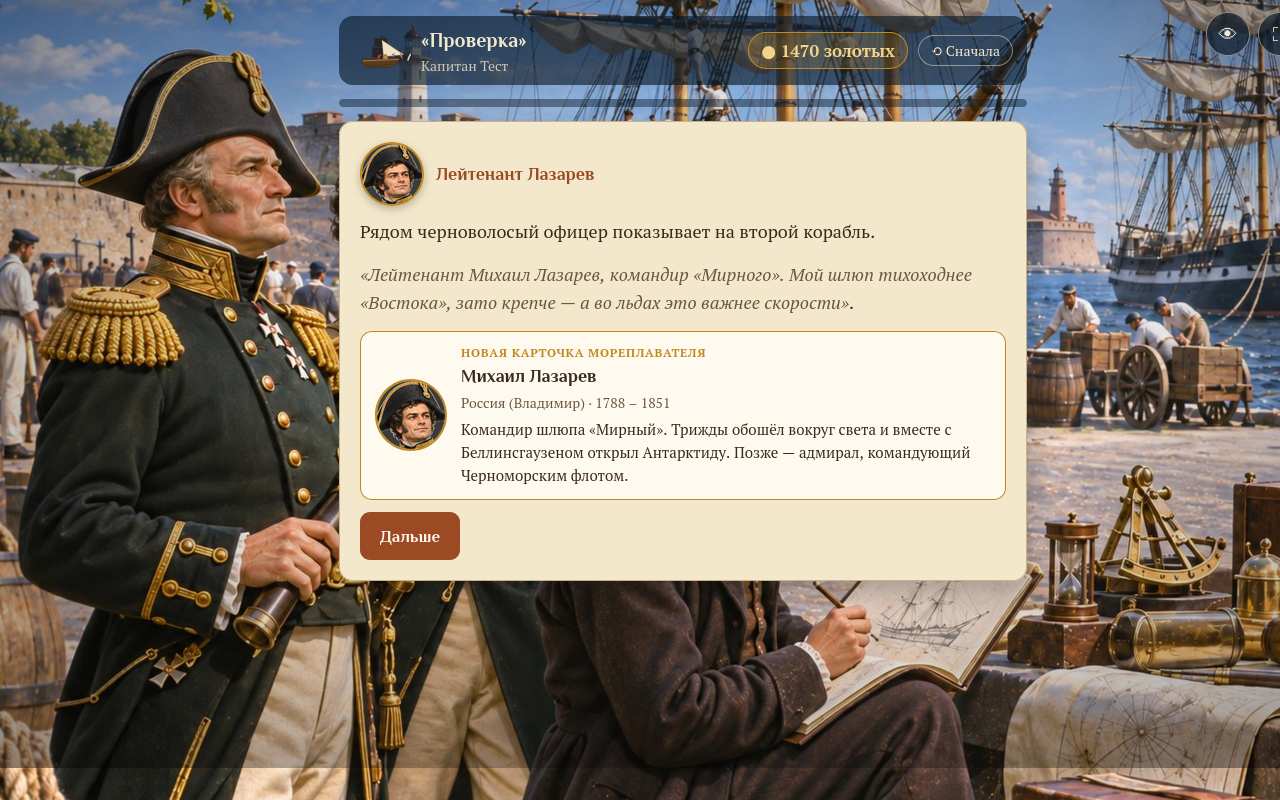 «Проверка»
Капитан Тест
1470 золотых
⟲ Сначала
Лейтенант Лазарев
Рядом черноволосый офицер показывает на второй корабль.
«Лейтенант Михаил Лазарев, командир «Мирного». Мой шлюп тихоходнее
«Востока», зато крепче — а во льдах это важнее скорости».
НОВАЯ КАРТОЧКА МОРЕПЛАВАТЕЛЯ
Михаил Лазарев
Россия (Владимир) · 1788 – 1851
Командир шлюпа «Мирный». Трижды обошёл вокруг света и вместе с
Беллинсгаузеном открыл Антарктиду. Позже — адмирал, командующий
Черноморским флотом.
Дальше